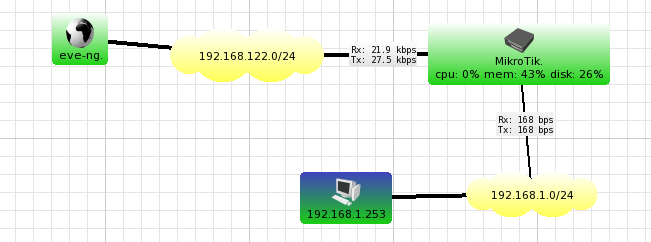 eve-ng.
192.168.122.0/24
Rx: 21.9 kbps
Tx: 27.5 kbps
MikroTik.
cpu: 0% mem: 43% disk: 26%
Rx: 168 bps
Tx: 168 bps
192.168.1.253
192.168.1.0/24